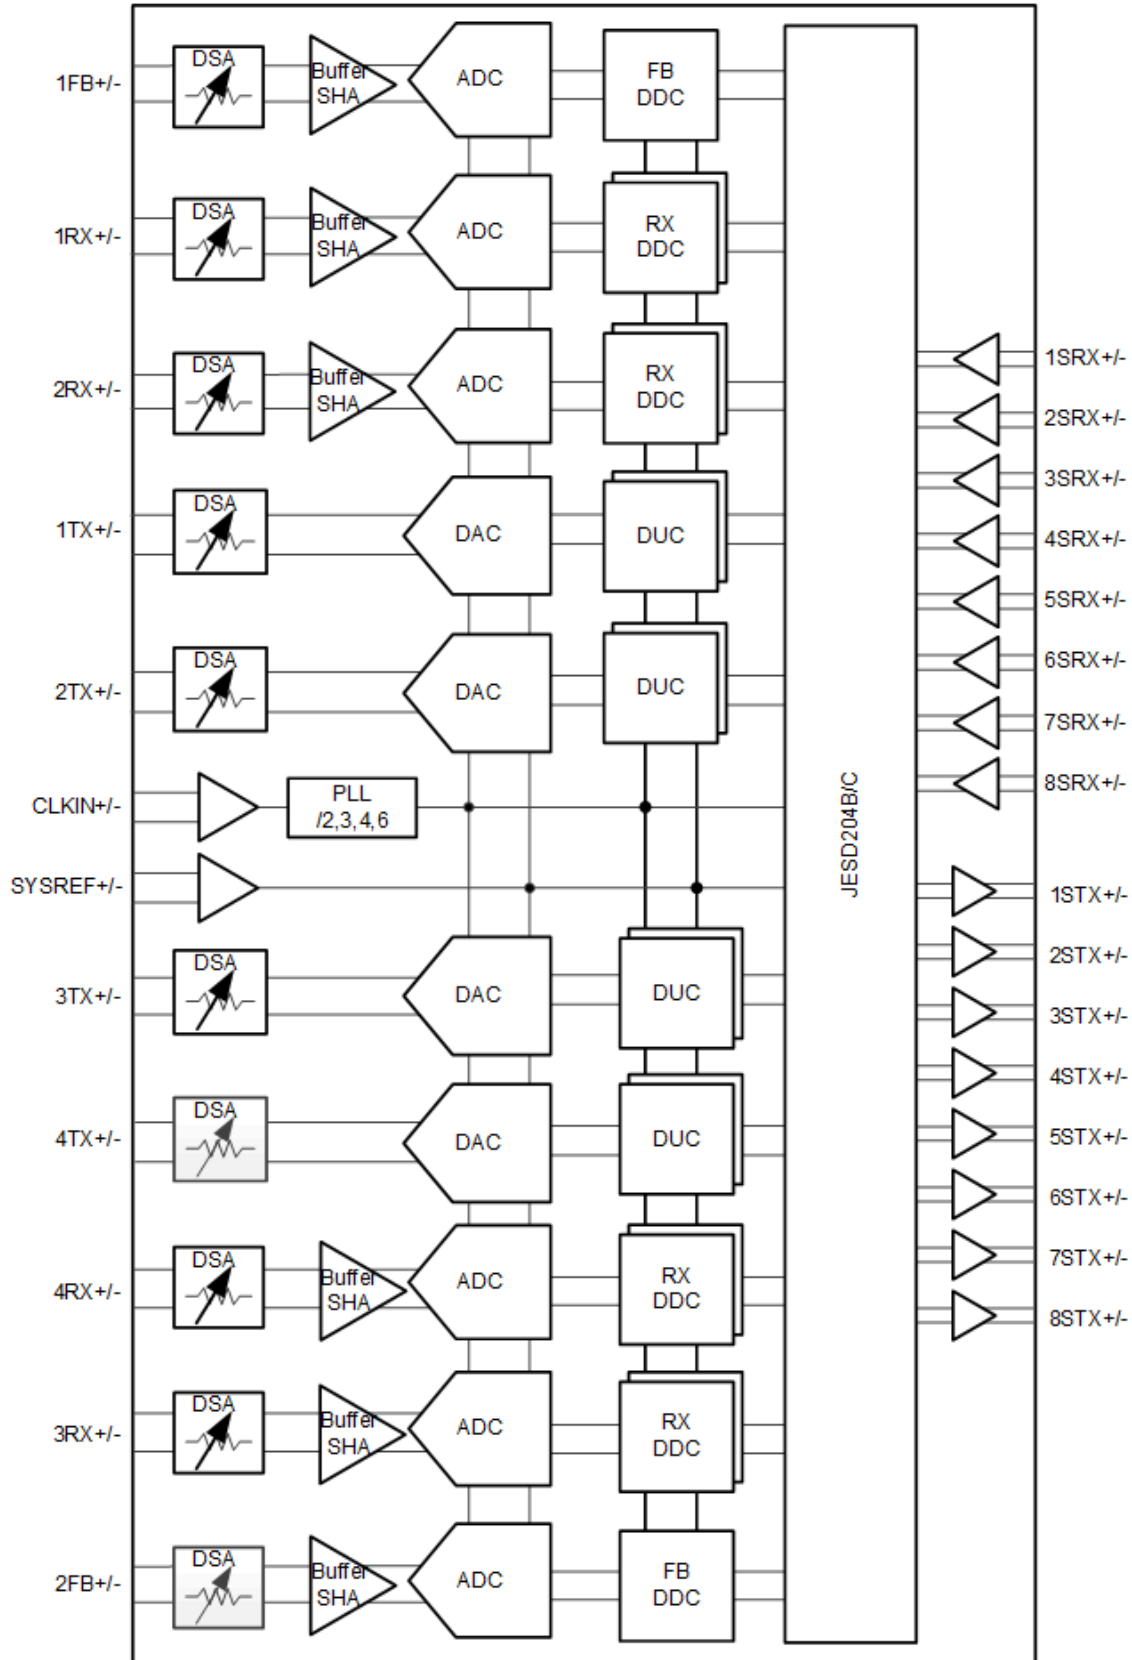 1FB+/-
DSA
Buffer
SHA
ADC
FB
DDC
1RX+/-
DSA
Buffer
SHA
ADC
RX
DDC
2RX+/-
DSA
Buffer
SHA
ADC
RX
DDC
1TX+/-
DSA
DAC
DUC
2TX+/-
DSA
DAC
DUC
CLKIN+/-
PLL
/2,3,4,6
SYSREF+/-
3TX+/-
DSA
DAC
DUC
4TX+/-
DSA
DAC
DUC
4RX+/-
DSA
Buffer
SHA
ADC
RX
DDC
3RX+/-
DSA
Buffer
SHA
ADC
RX
DDC
2FB+/-
DSA
Buffer
SHA
ADC
FB
DDC
JESD204B/C
1SRX+/-
2SRX+/-
3SRX+/-
4SRX+/-
5SRX+/-
6SRX+/-
7SRX+/-
8SRX+/-
1STX+/-
2STX+/-
3STX+/-
4STX+/-
5STX+/-
6STX+/-
7STX+/-
8STX+/-